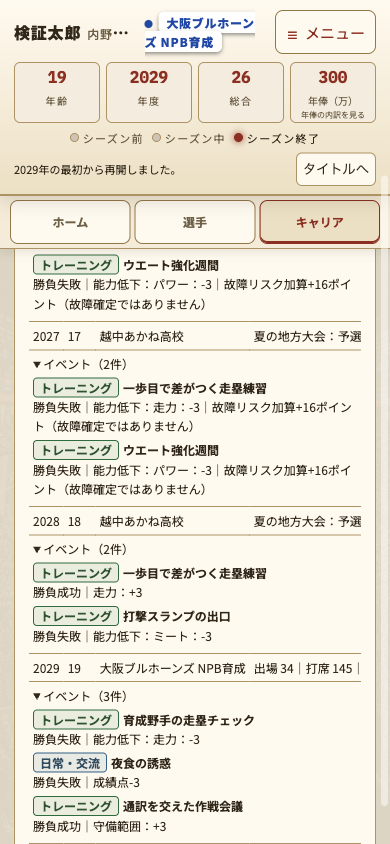 検証太郎 内野…
● 大阪ブルホーン
ズ NPB育成
≡ メニュー
19
年齢
2029
年度
26
総合
300
年俸（万）
年俸の内訳を見る
シーズン前 シーズン中 シーズン終了
2029年の最初から再開しました。
タイトルへ
ホーム
選手
キャリア
トレーニング ウエート強化週間
勝負失敗｜能力低下：パワー：-3｜故障リスク加算+16ポイ
ント（故障確定ではありません）
2027 17 越中あかね高校 夏の地方大会：予選
▼イベント（2件）
トレーニング 一歩目で差がつく走塁練習
勝負失敗｜能力低下：走力：-3｜故障リスク加算+16ポイン
ト（故障確定ではありません）
トレーニング ウエート強化週間
勝負失敗｜能力低下：パワー：-3｜故障リスク加算+16ポイ
ント（故障確定ではありません）
2028 18 越中あかね高校 夏の地方大会：予選
▼イベント（2件）
トレーニング 一歩目で差がつく走塁練習
勝負成功｜走力：+3
トレーニング 打撃スランプの出口
勝負失敗｜能力低下：ミート：-3
2029 19 大阪ブルホーンズ NPB育成 出場 34｜打席 145｜
▼イベント（3件）
トレーニング 育成野手の走塁チェック
勝負失敗｜能力低下：走力：-3
日常・交流 夜食の誘惑
勝負失敗｜成績点-3
トレーニング 通訳を交えた作戦会議
勝負成功｜守備範囲：+3